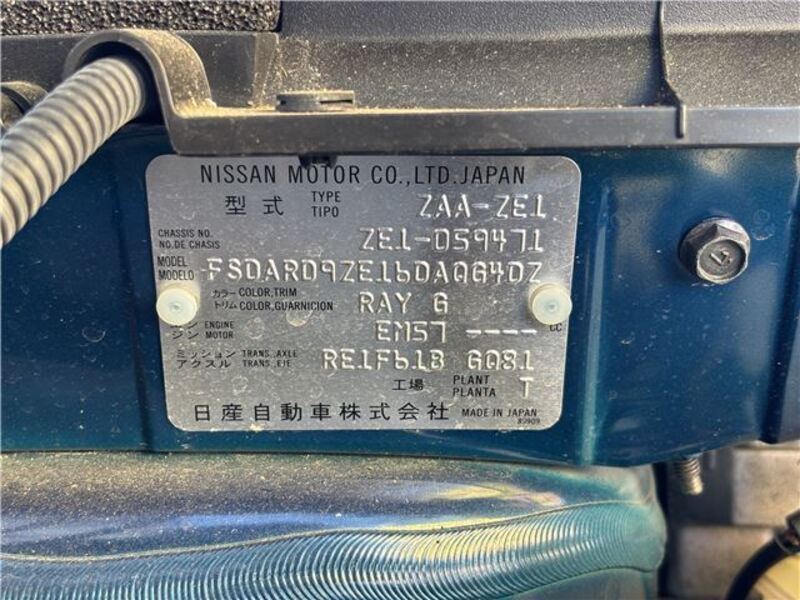 NISSAN MOTOR CO.,LTD.JAPAN
型式 TYPE TIPO ZAA-ZE1
CHASSIS NO. NO.DE CHASIS ZE1-059471
MODEL MODELO FSDARD9ZE16DAQG4DZ
カラー トリム COLOR,TRIM COLOR,GUARNICION RAY G
ジン ENGINE MOTOR EM57 ---- CC
ミッション アクスル TRANS.,AXLE TRANS.,EJE RE1F61B GQ81
工場 PLANT PLANTA T
日産自動車株式会社 MADE IN JAPAN
89909